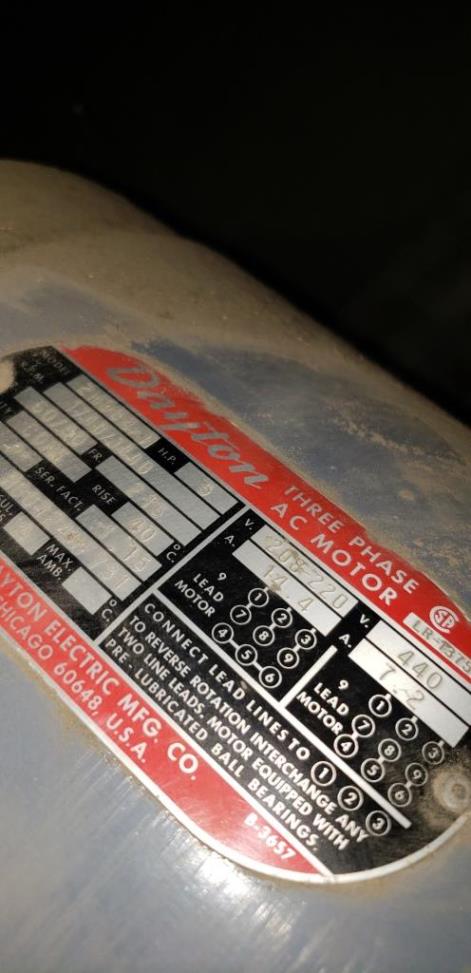 Dayton
THREE PHASE
AC MOTOR
LR-137
MODEL
H.P. 5
FR.
SER. FACT.
RISE 40 °C.
MAX. AMB. °C.
V. 208-220
A. 14.4
V. 440
A. 7.2
9 LEAD MOTOR
1 2 3
7 8 9
4-5-6
9 LEAD MOTOR
1 2 3
7 8 9
4 5 6
CONNECT LEAD LINES TO 1 2 3
TO REVERSE ROTATION INTERCHANGE ANY
TWO LINE LEADS, MOTOR EQUIPPED WITH
PRE-LUBRICATED BALL BEARINGS.
B-3657
DAYTON ELECTRIC MFG. CO.
CHICAGO 60648, U.S.A.